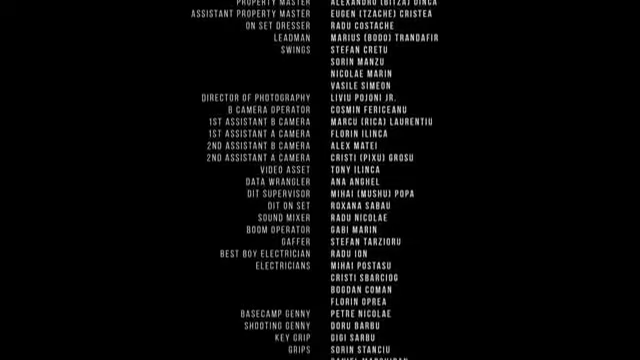 PROPERTY MASTER ALEXANDRU (BITZA) DINCA
ASSISTANT PROPERTY MASTER EUGEN (TZACHE) CRISTEA
ON SET DRESSER RADU COSTACHE
LEADMAN MARIUS (BODO) TRANDAFIR
SWINGS STEFAN CRETU
SORIN MANZU
NICOLAE MARIN
VASILE SIMEON
DIRECTOR OF PHOTOGRAPHY LIVIU POJONI JR.
B CAMERA OPERATOR COSMIN FERICEANU
1ST ASSISTANT B CAMERA MARCU (RICA) LAURENTIU
1ST ASSISTANT A CAMERA FLORIN ILINCA
2ND ASSISTANT B CAMERA ALEX MATEI
2ND ASSISTANT A CAMERA CRISTI (PIXU) GROSU
VIDEO ASSET TONY ILINCA
DATA WRANGLER ANA ANGHEL
DIT SUPERVISOR MIHAI (MUSHU) POPA
DIT ON SET ROXANA SABAU
SOUND MIXER RADU NICOLAE
BOOM OPERATOR GABI MARIN
GAFFER STEFAN TARZIORU
BEST BOY ELECTRICIAN RADU ION
ELECTRICIANS MIHAI POSTASU
CRISTI SBARCIOG
BOGDAN COMAN
FLORIN OPREA
BASECAMP GENNY PETRE NICOLAE
SHOOTING GENNY DORU BARBU
KEY GRIP GIGI SARBU
GRIPS SORIN STANCIU